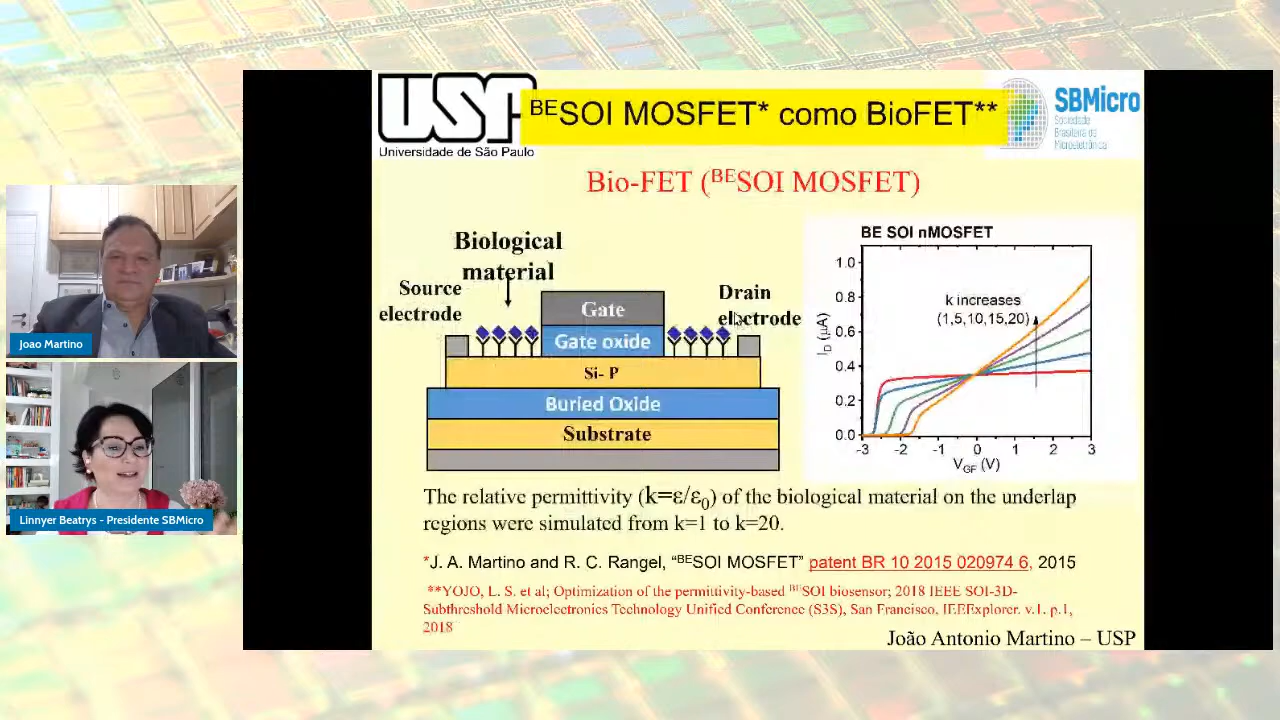 USP
Universidade de São Paulo
BESOI MOSFET* como BioFET**
SBMicro
Sociedade
Brasileira de
Microeletrônica
Bio-FET (BESOI MOSFET)
Biological
material
Source
electrode
Drain
electrode
Gate
Gate oxide
Si- P
Buried Oxide
Substrate
BE SOI nMOSFET
k increases
(1,5,10,15,20)
ID (µA)
1.0
0.8
0.6
0.4
0.2
0.0
-3 -2 -1 0 1 2 3
VGF (V)
The relative permittivity (k=ε/ε0) of the biological material on the underlap
regions were simulated from k=1 to k=20.
*J. A. Martino and R. C. Rangel, “BESOI MOSFET” patent BR 10 2015 020974 6, 2015
**YOJO, L. S. et al; Optimization of the permittivity-based BESOI biosensor; 2018 IEEE SOI-3D-
Subthreshold Microelectronics Technology Unified Conference (S3S), San Francisco, IEEExplorer. v.1. p.1,
2018
João Antonio Martino – USP
Joao Martino
Linnyer Beatrys - Presidente SBMicro